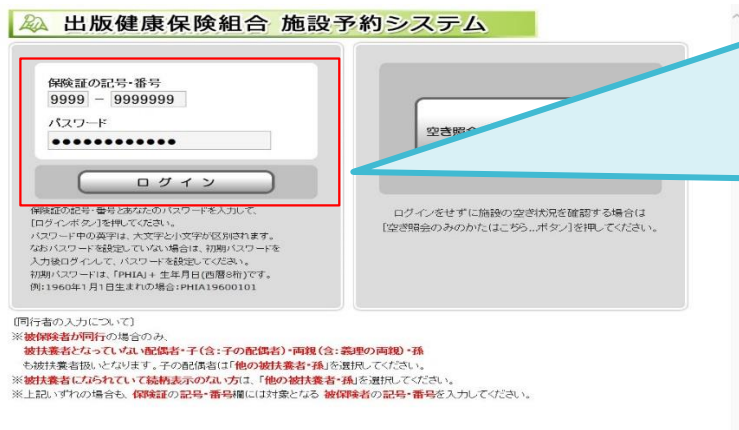 出版健康保険組合 施設予約システム
保険証の記号・番号
9999 － 9999999
パスワード
●●●●●●●●●●●●
ログイン
保険証の記号・番号とあなたのパスワードを入力して、
[ログインボタン]を押してください。
パスワード中の英字は、大文字と小文字が区別されます。
なおパスワードを設定していない場合は、初期パスワードを
入力後ログインして、パスワードを設定してください。
初期パスワードは、「PHIA」+ 生年月日(西暦8桁)です。
例:1960年1月1日生まれの場合:PHIA19600101
空き照会
ログインをせずに施設の空き状況を確認する場合は
[空き照会のみのかたはこちら...ボタン]を押してください。
[同行者の入力について]
※被保険者が同行の場合のみ、
被扶養者となっていない配偶者・子(含:子の配偶者)・両親(含:義理の両親)・孫
も被扶養者扱いとなります。子の配偶者は「他の被扶養者・孫」を選択してください。
※被扶養者になられていて続柄表示のない方は、「他の被扶養者・孫」を選択してください。
※上記いずれの場合も、保険証の記号・番号欄には対象となる 被保険者の記号・番号を入力してください。